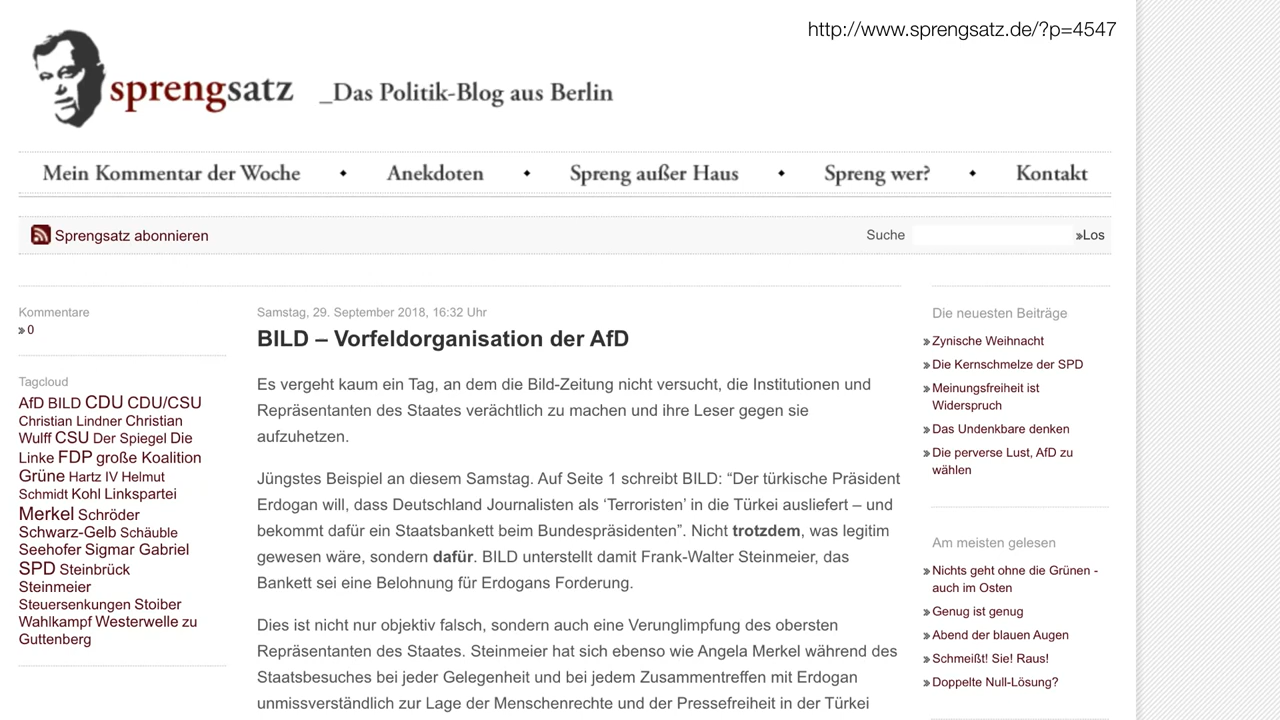 http://www.sprengsatz.de/?p=4547
sprengsatz _Das Politik-Blog aus Berlin
Mein Kommentar der Woche • Anekdoten • Spreng außer Haus • Spreng wer? • Kontakt
Sprengsatz abonnieren
Suche »Los
Kommentare
» 0
Tagcloud
AfD BILD CDU CDU/CSU
Christian Lindner Christian
Wulff CSU Der Spiegel Die
Linke FDP große Koalition
Grüne Hartz IV Helmut
Schmidt Kohl Linkspartei
Merkel Schröder
Schwarz-Gelb Schäuble
Seehofer Sigmar Gabriel
SPD Steinbrück
Steinmeier
Steuersenkungen Stoiber
Wahlkampf Westerwelle zu
Guttenberg
Samstag, 29. September 2018, 16:32 Uhr
BILD – Vorfeldorganisation der AfD
Es vergeht kaum ein Tag, an dem die Bild-Zeitung nicht versucht, die Institutionen und
Repräsentanten des Staates verächtlich zu machen und ihre Leser gegen sie
aufzuhetzen.
Jüngstes Beispiel an diesem Samstag. Auf Seite 1 schreibt BILD: “Der türkische Präsident
Erdogan will, dass Deutschland Journalisten als ‘Terroristen’ in die Türkei ausliefert – und
bekommt dafür ein Staatsbankett beim Bundespräsidenten”. Nicht trotzdem, was legitim
gewesen wäre, sondern dafür. BILD unterstellt damit Frank-Walter Steinmeier, das
Bankett sei eine Belohnung für Erdogans Forderung.
Dies ist nicht nur objektiv falsch, sondern auch eine Verunglimpfung des obersten
Repräsentanten des Staates. Steinmeier hat sich ebenso wie Angela Merkel während des
Staatsbesuches bei jeder Gelegenheit und bei jedem Zusammentreffen mit Erdogan
unmissverständlich zur Lage der Menschenrechte und der Pressefreiheit in der Türkei
Die neuesten Beiträge
» Zynische Weihnacht
» Die Kernschmelze der SPD
» Meinungsfreiheit ist
Widerspruch
» Das Undenkbare denken
» Die perverse Lust, AfD zu
wählen
Am meisten gelesen
» Nichts geht ohne die Grünen -
auch im Osten
» Genug ist genug
» Abend der blauen Augen
» Schmeißt! Sie! Raus!
» Doppelte Null-Lösung?